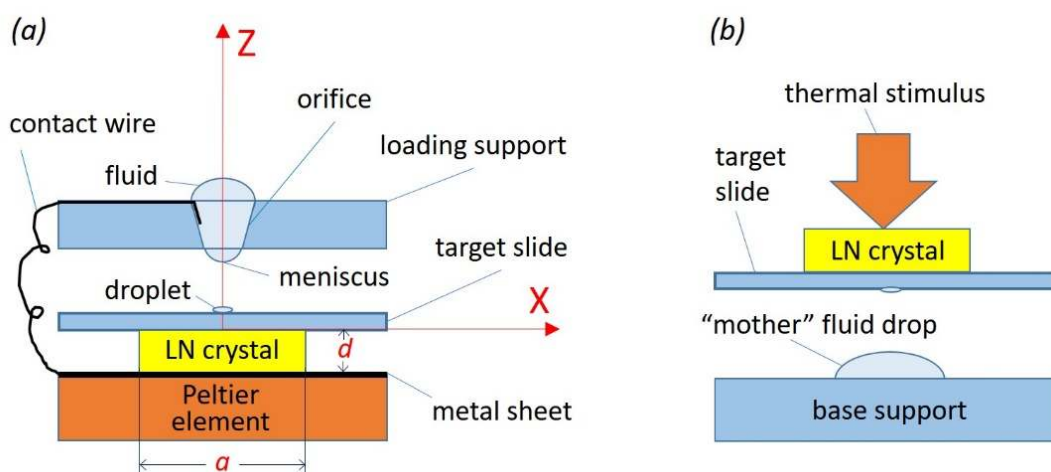 (a)
Z
orifice
contact wire
loading support
fluid
target slide
meniscus
droplet
X
LN crystal
d
Peltier
element
metal sheet
a
(b)
thermal stimulus
target
slide
LN crystal
“mother” fluid drop
base support